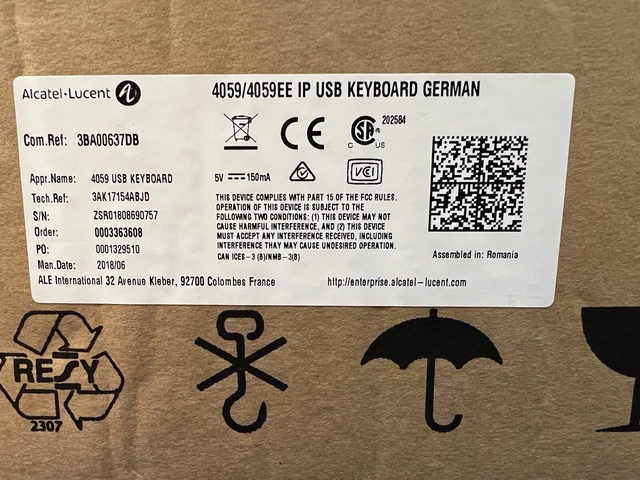 Alcatel·Lucent
4059/4059EE IP USB KEYBOARD GERMAN
Com.Ref: 3BA00637DB
CE
SA
202584
C US
Appr.Name: 4059 USB KEYBOARD
5V 150mA
VCI
Tech.Ref: 3AK17154ABJD
S/N: ZSR01808690757
Order: 0003363608
PO: 0001329510
Man.Date: 2018/06
THIS DEVICE COMPLIES WITH PART 15 OF THE FCC RULES.
OPERATION OF THIS DEVICE IS SUBJECT TO THE
FOLLOWING TWO CONDITIONS: (1) THIS DEVICE MAY NOT
CAUSE HARMFUL INTERFERENCE, AND (2) THIS DEVICE
MUST ACCEPT ANY INTERFERENCE RECEIVED, INCLUDING
INTERFERENCE THAT MAY CAUSE UNDESIRED OPERATION.
CAN ICES-3 (B)/NMB-3(B)
Assembled in: Romania
ALE International 32 Avenue Kleber, 92700 Colombes France
http://enterprise.alcatel-lucent.com
RESY
2307